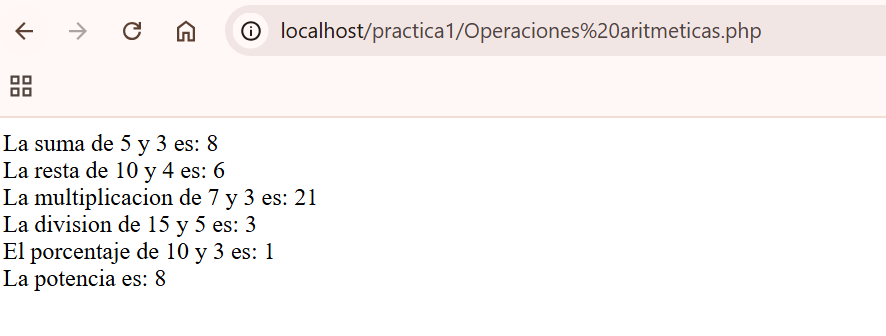 localhost/practica1/Operaciones%20aritmeticas.php
La suma de 5 y 3 es: 8
La resta de 10 y 4 es: 6
La multiplicacion de 7 y 3 es: 21
La division de 15 y 5 es: 3
El porcentaje de 10 y 3 es: 1
La potencia es: 8